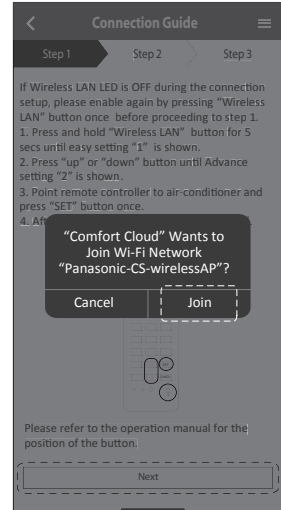 Connection Guide
Step 1
Step 2
Step 3
If Wireless LAN LED is OFF during the connection
setup, please enable again by pressing "Wireless
LAN" button once before proceeding to step 1.
1. Press and hold "Wireless LAN" button for 5
secs until easy setting "1" is shown.
2. Press "up" or "down" button until Advance
setting "2" is shown.
3. Point remote controller to air-conditioner and
press "SET" button once.
“Comfort Cloud” Wants to
Join Wi-Fi Network
“Panasonic-CS-wirelessAP”?
Cancel
Join
Please refer to the operation manual for the
position of the button.
Next